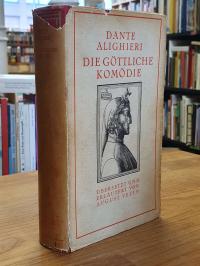 DANTE
ALIGHIERI
DIE GÖTTLICHE
KOMÖDIE
ÜBERSETZT UND
ERLÄUTERT VON
AUGUST VEZIN